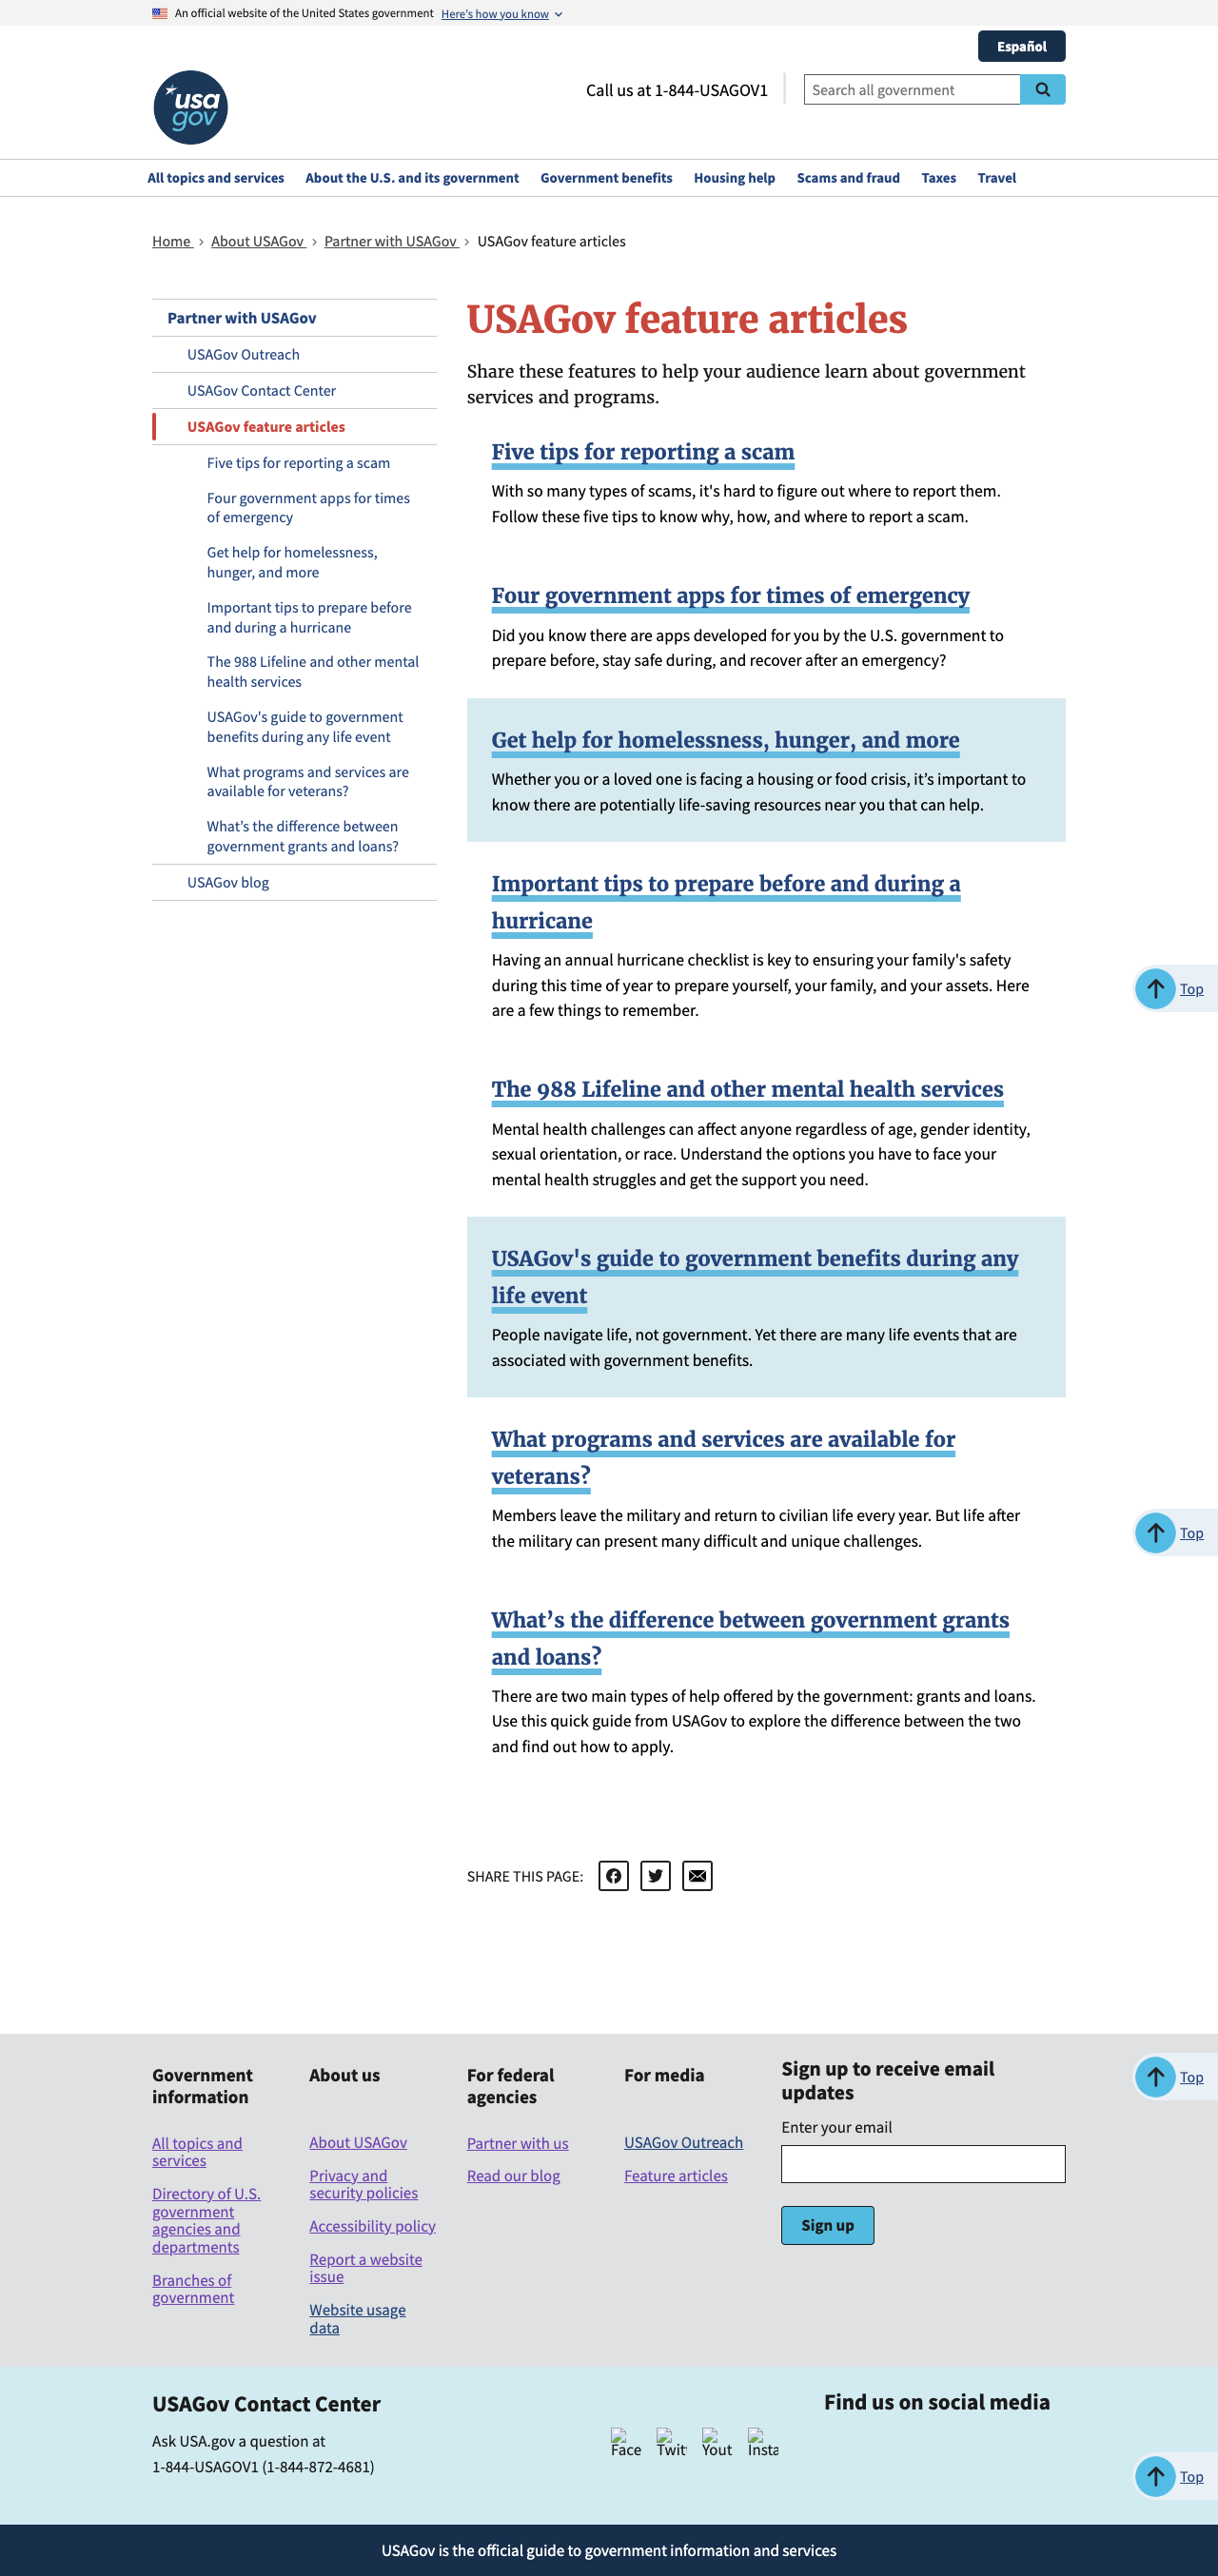 An official website of the United States government Here's how you know
Español
usa
gov
Call us at 1-844-USAGOV1
Search all government
All topics and services About the U.S. and its government Government benefits Housing help Scams and fraud Taxes Travel
Home About USAGov Partner with USAGov USAGov feature articles
Partner with USAGov
USAGov Outreach
USAGov Contact Center
USAGov feature articles
Five tips for reporting a scam
Four government apps for times
of emergency
Get help for homelessness,
hunger, and more
Important tips to prepare before
and during a hurricane
The 988 Lifeline and other mental
health services
USAGov's guide to government
benefits during any life event
What programs and services are
available for veterans?
What’s the difference between
government grants and loans?
USAGov blog
USAGov feature articles
Share these features to help your audience learn about government
services and programs.
Five tips for reporting a scam
With so many types of scams, it's hard to figure out where to report them.
Follow these five tips to know why, how, and where to report a scam.
Four government apps for times of emergency
Did you know there are apps developed for you by the U.S. government to
prepare before, stay safe during, and recover after an emergency?
Get help for homelessness, hunger, and more
Whether you or a loved one is facing a housing or food crisis, it’s important to
know there are potentially life-saving resources near you that can help.
Important tips to prepare before and during a
hurricane
Having an annual hurricane checklist is key to ensuring your family's safety
during this time of year to prepare yourself, your family, and your assets. Here
are a few things to remember.
Top
The 988 Lifeline and other mental health services
Mental health challenges can affect anyone regardless of age, gender identity,
sexual orientation, or race. Understand the options you have to face your
mental health struggles and get the support you need.
USAGov's guide to government benefits during any
life event
People navigate life, not government. Yet there are many life events that are
associated with government benefits.
What programs and services are available for
veterans?
Members leave the military and return to civilian life every year. But life after
the military can present many difficult and unique challenges.
Top
What’s the difference between government grants
and loans?
There are two main types of help offered by the government: grants and loans.
Use this quick guide from USAGov to explore the difference between the two
and find out how to apply.
SHARE THIS PAGE:
Government
information
All topics and
services
Directory of U.S.
government
agencies and
departments
Branches of
government
About us
About USAGov
Privacy and
security policies
Accessibility policy
Report a website
issue
Website usage
data
For federal
agencies
Partner with us
Read our blog
For media
USAGov Outreach
Feature articles
Sign up to receive email
updates
Enter your email
Sign up
Top
USAGov Contact Center
Ask USA.gov a question at
1-844-USAGOV1 (1-844-872-4681)
Find us on social media
Face Twit Yout Insta
Top
USAGov is the official guide to government information and services